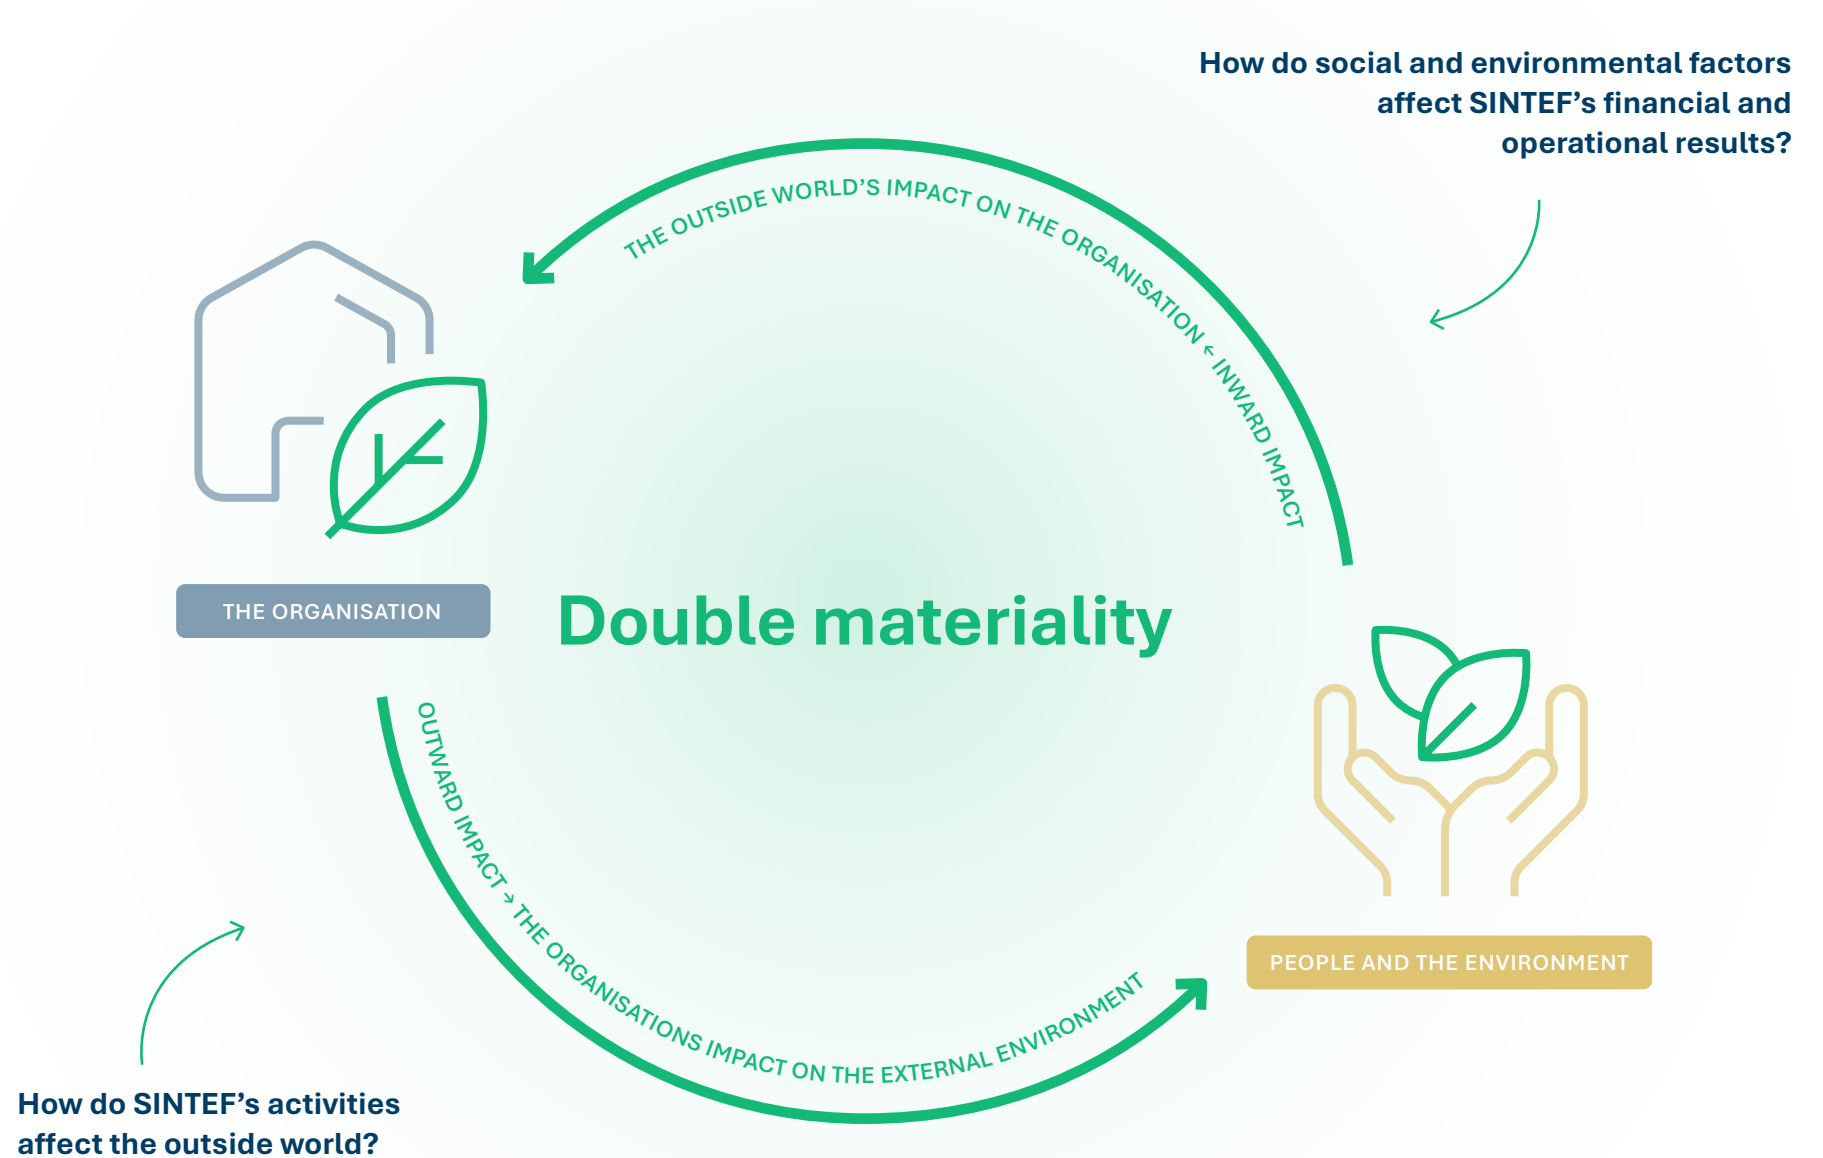 How do social and environmental factors
affect SINTEF’s financial and
operational results?
THE OUTSIDE WORLD’S IMPACT ON THE ORGANISATION ← INWARD IMPACT
THE ORGANISATION
Double materiality
OUTWARD IMPACT → THE ORGANISATIONS IMPACT ON THE EXTERNAL ENVIRONMENT
PEOPLE AND THE ENVIRONMENT
How do SINTEF’s activities
affect the outside world?